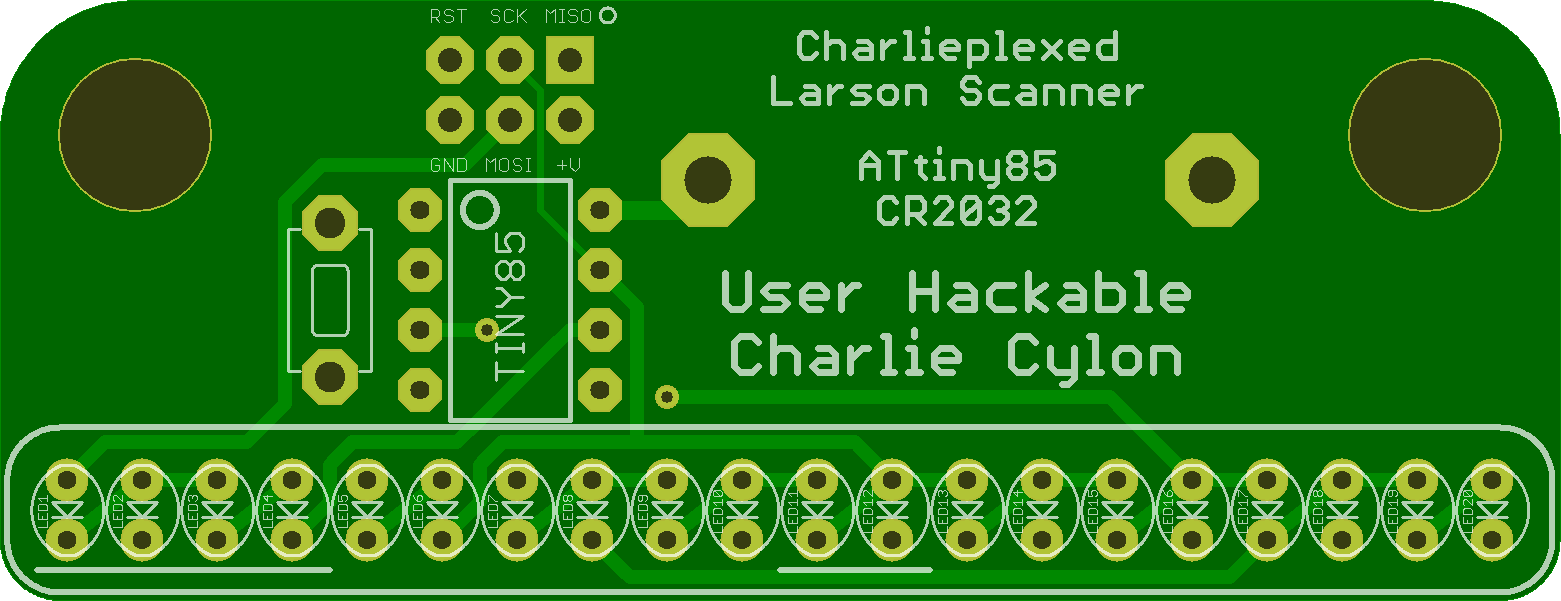 RST SCK MISO
Charlieplexed
Larson Scanner
GND MOSI +V
ATtiny85
CR2032
TINY85
User Hackable
Charlie Cylon
LED1 LED2 LED3 LED4 LED5 LED6 LED7 LED8 LED9 LED10 LED11 LED12 LED13 LED14 LED15 LED16 LED17 LED18 LED19 LED20